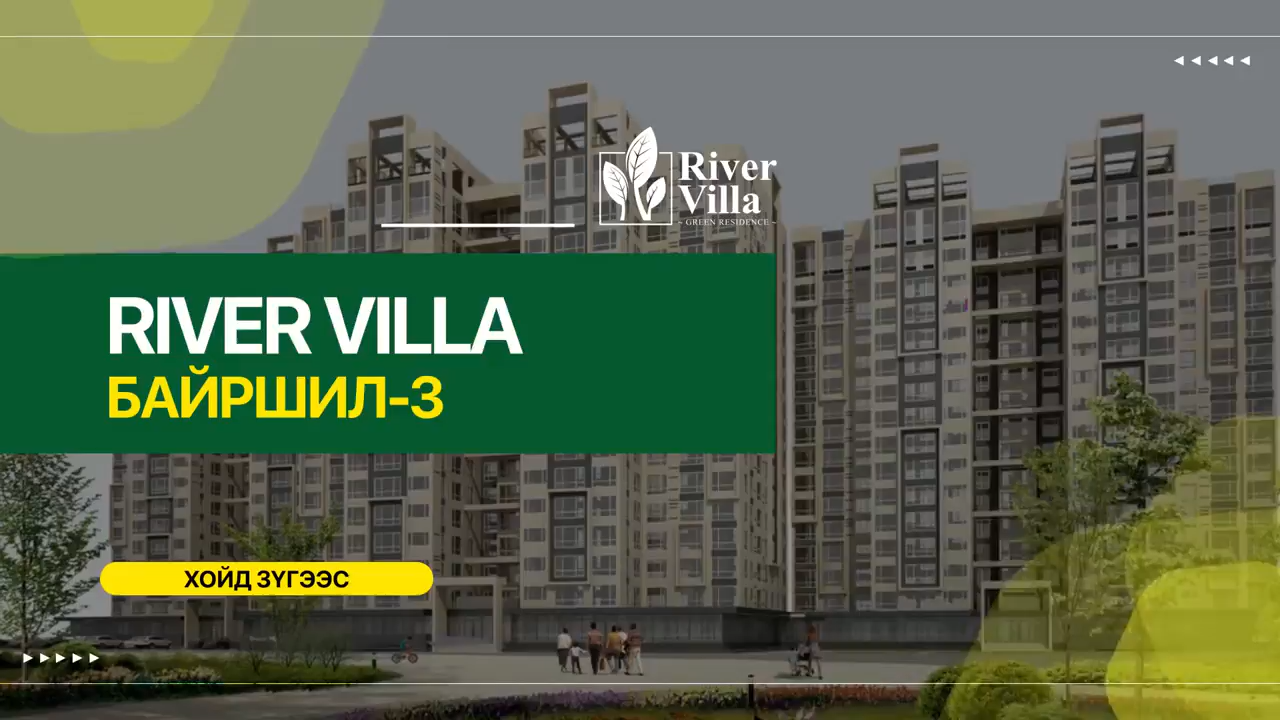 River
Villa
~ GREEN RESIDENCE ~
RIVER VILLA
БАЙРШИЛ-3
ХОЙД ЗҮГЭЭС